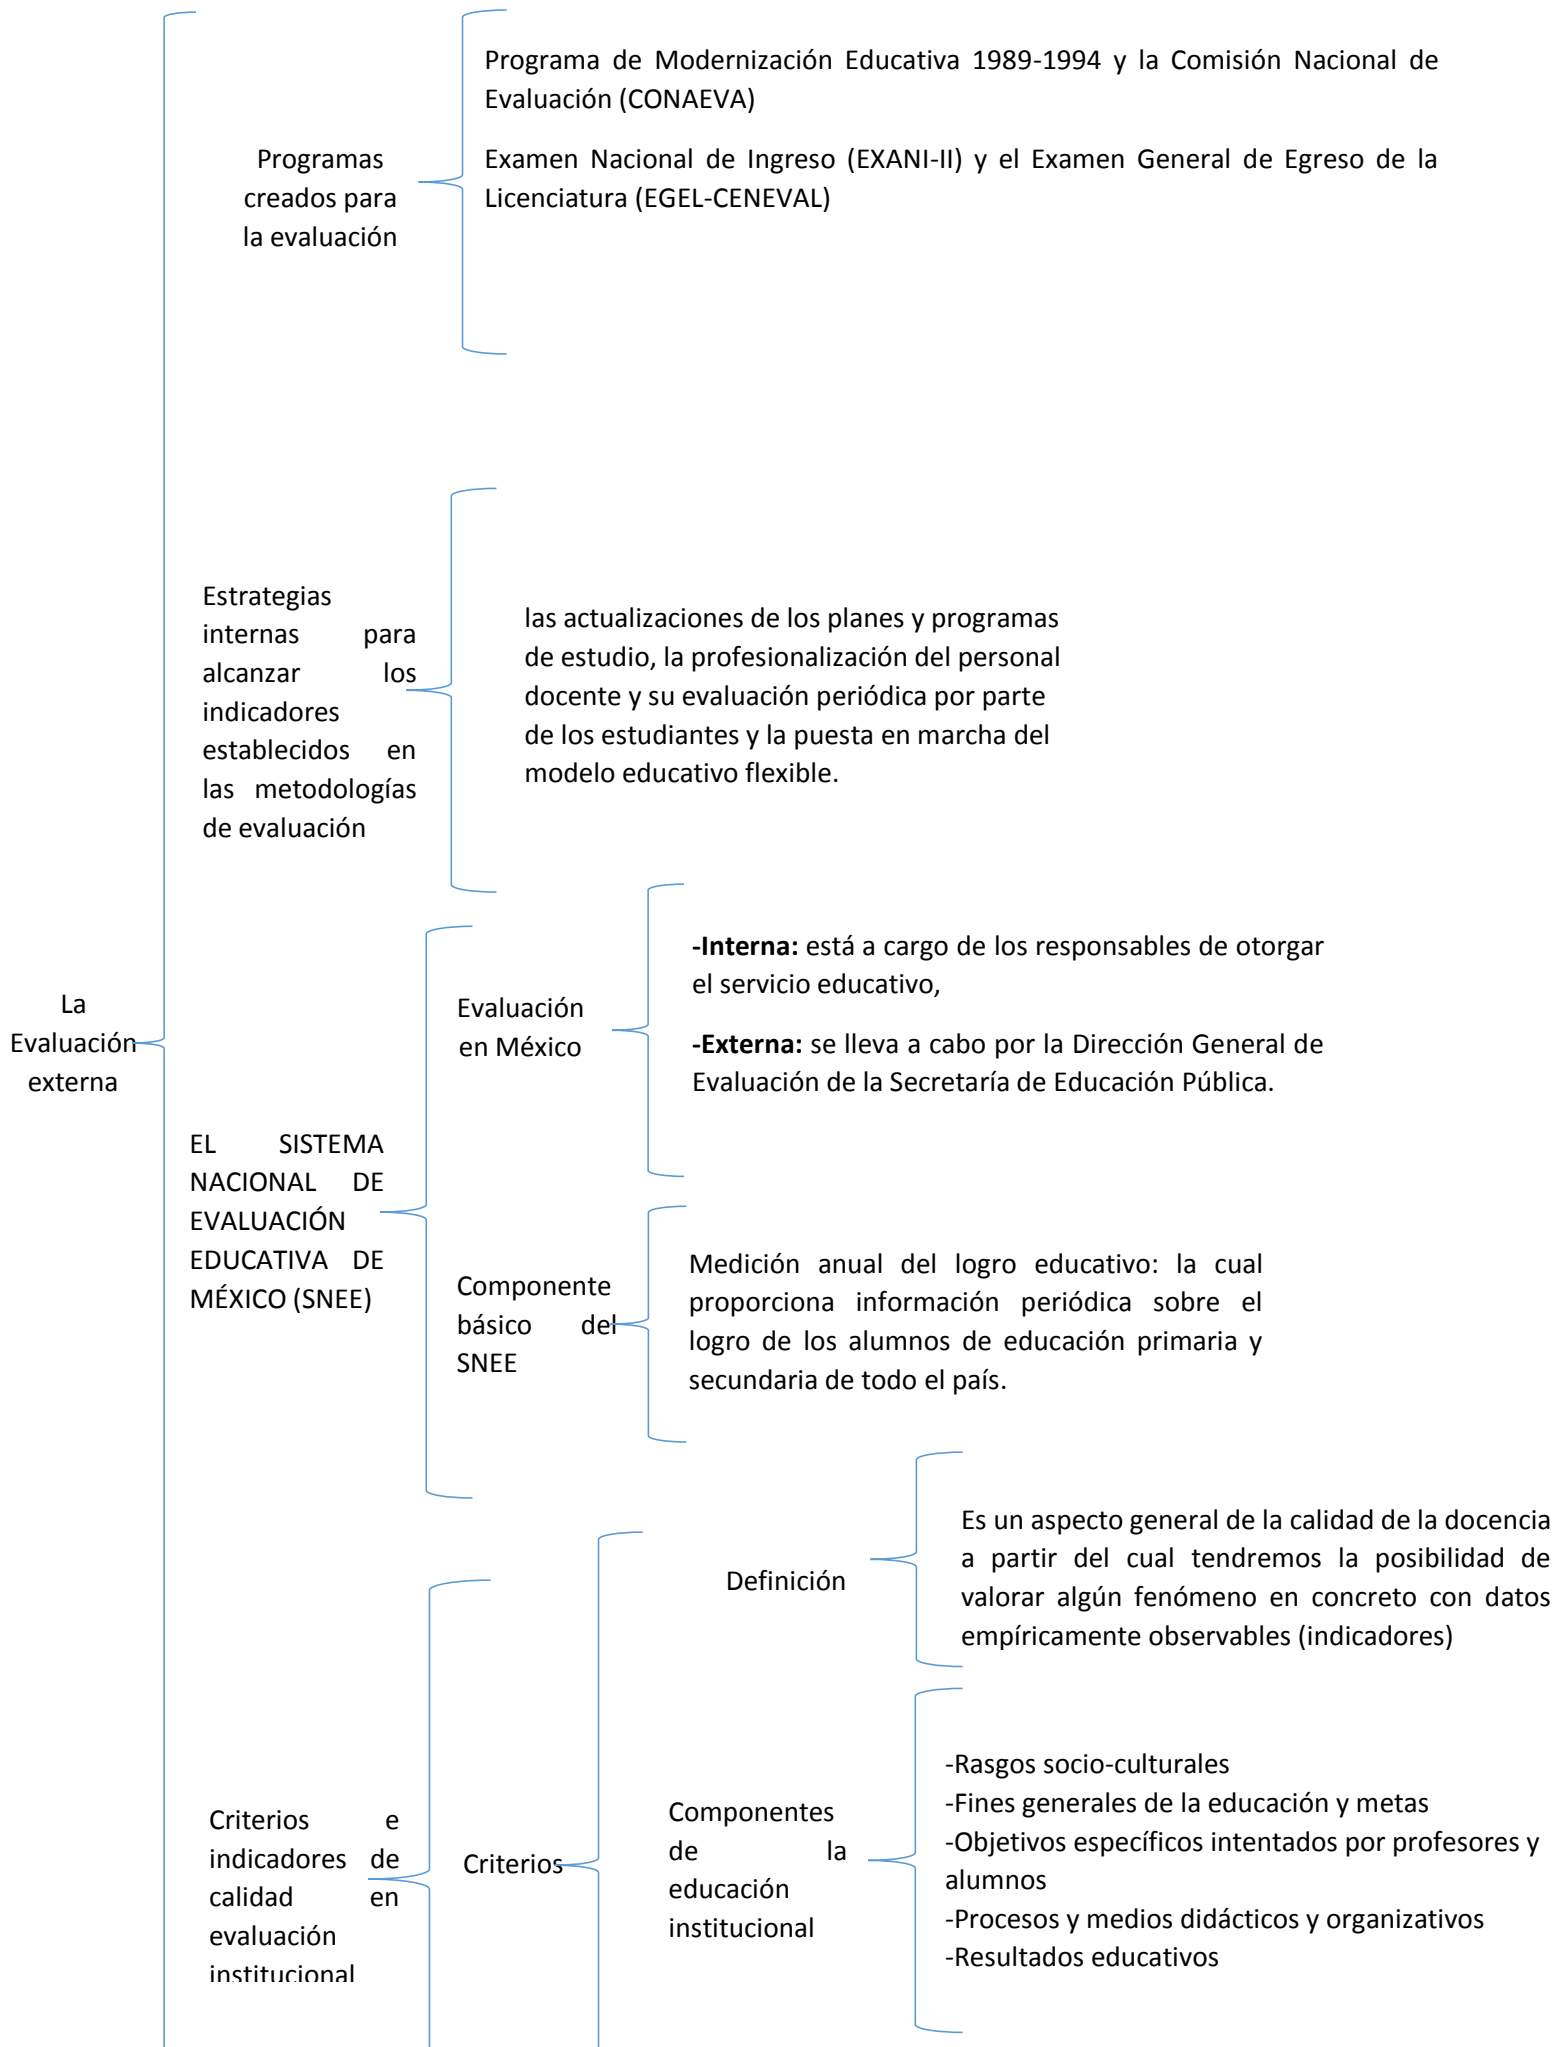 Programa de Modernización Educativa 1989-1994 y la Comisión Nacional de
Evaluación (CONAEVA)
Examen Nacional de Ingreso (EXANI-II) y el Examen General de Egreso de la
Licenciatura (EGEL-CENEVAL)
Programas
creados para
la evaluación
Estrategias
internas para
alcanzar los
indicadores
establecidos en
las metodologías
de evaluación
las actualizaciones de los planes y programas
de estudio, la profesionalización del personal
docente y su evaluación periódica por parte
de los estudiantes y la puesta en marcha del
modelo educativo flexible.
La
Evaluación
externa
EL SISTEMA
NACIONAL DE
EVALUACIÓN
EDUCATIVA DE
MÉXICO (SNEE)
Evaluación
en México
-Interna: está a cargo de los responsables de otorgar
el servicio educativo,
-Externa: se lleva a cabo por la Dirección General de
Evaluación de la Secretaría de Educación Pública.
Componente
básico del
SNEE
Medición anual del logro educativo: la cual
proporciona información periódica sobre el
logro de los alumnos de educación primaria y
secundaria de todo el país.
Criterios e
indicadores de
calidad en
evaluación
institucional
Criterios
Definición
Es un aspecto general de la calidad de la docencia
a partir del cual tendremos la posibilidad de
valorar algún fenómeno en concreto con datos
empíricamente observables (indicadores)
Componentes
de la
educación
institucional
-Rasgos socio-culturales
-Fines generales de la educación y metas
-Objetivos específicos intentados por profesores y
alumnos
-Procesos y medios didácticos y organizativos
-Resultados educativos